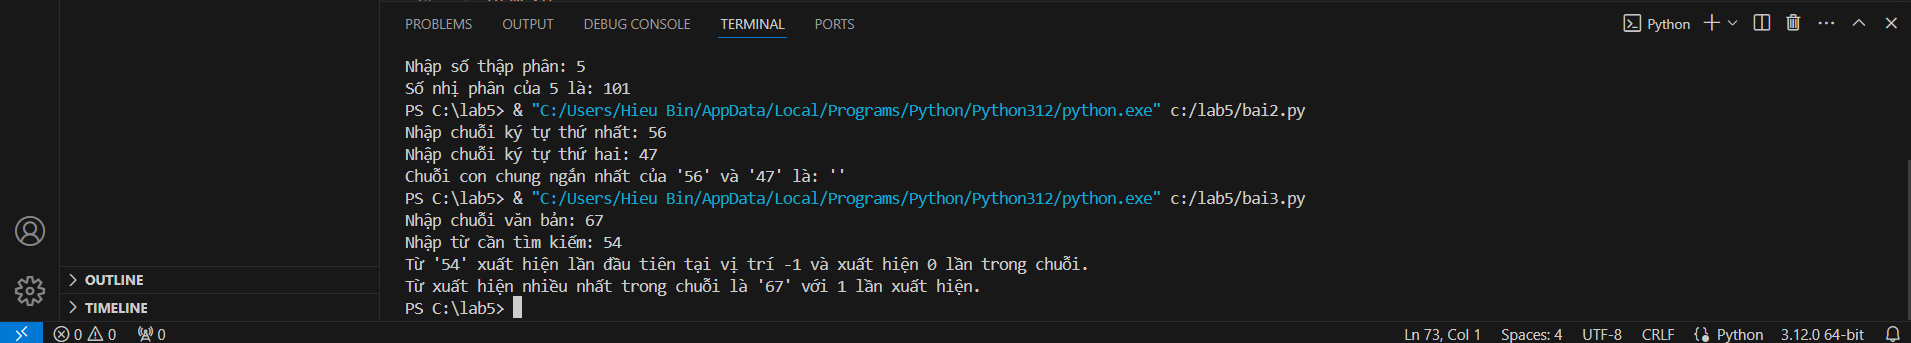 PROBLEMS OUTPUT DEBUG CONSOLE TERMINAL PORTS Python
Nhập số thập phân: 5
Số nhị phân của 5 là: 101
PS C:\lab5> & "C:/Users/Hieu Bin/AppData/Local/Programs/Python/Python312/python.exe" c:/lab5/bai2.py
Nhập chuỗi ký tự thứ nhất: 56
Nhập chuỗi ký tự thứ hai: 47
Chuỗi con chung ngắn nhất của '56' và '47' là: ''
PS C:\lab5> & "C:/Users/Hieu Bin/AppData/Local/Programs/Python/Python312/python.exe" c:/lab5/bai3.py
Nhập chuỗi văn bản: 67
Nhập từ cần tìm kiếm: 54
Từ '54' xuất hiện lần đầu tiên tại vị trí -1 và xuất hiện 0 lần trong chuỗi.
Từ xuất hiện nhiều nhất trong chuỗi là '67' với 1 lần xuất hiện.
PS C:\lab5>
OUTLINE
TIMELINE
0 0 0 Ln 73, Col 1 Spaces: 4 UTF-8 CRLF Python 3.12.0 64-bit